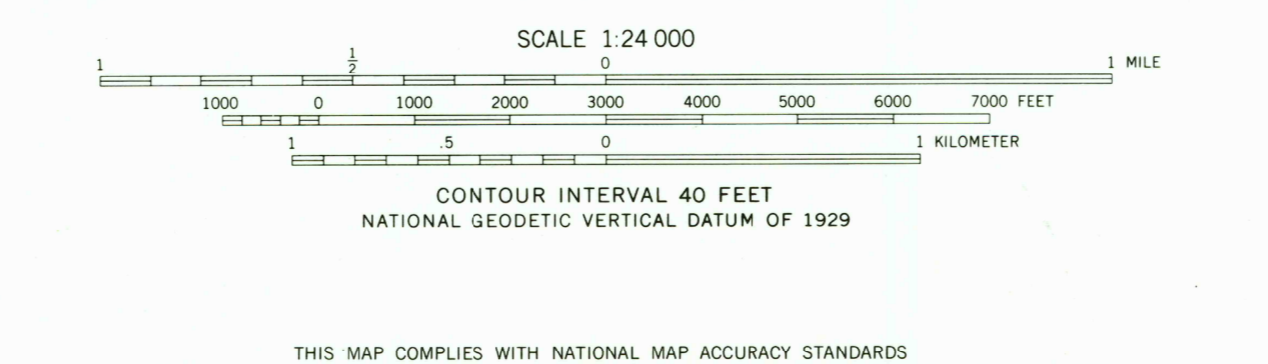 SCALE 1:24 000
1 1/2 0 1 MILE
1000 0 1000 2000 3000 4000 5000 6000 7000 FEET
1 .5 0 1 KILOMETER
CONTOUR INTERVAL 40 FEET
NATIONAL GEODETIC VERTICAL DATUM OF 1929
THIS MAP COMPLIES WITH NATIONAL MAP ACCURACY STANDARDS